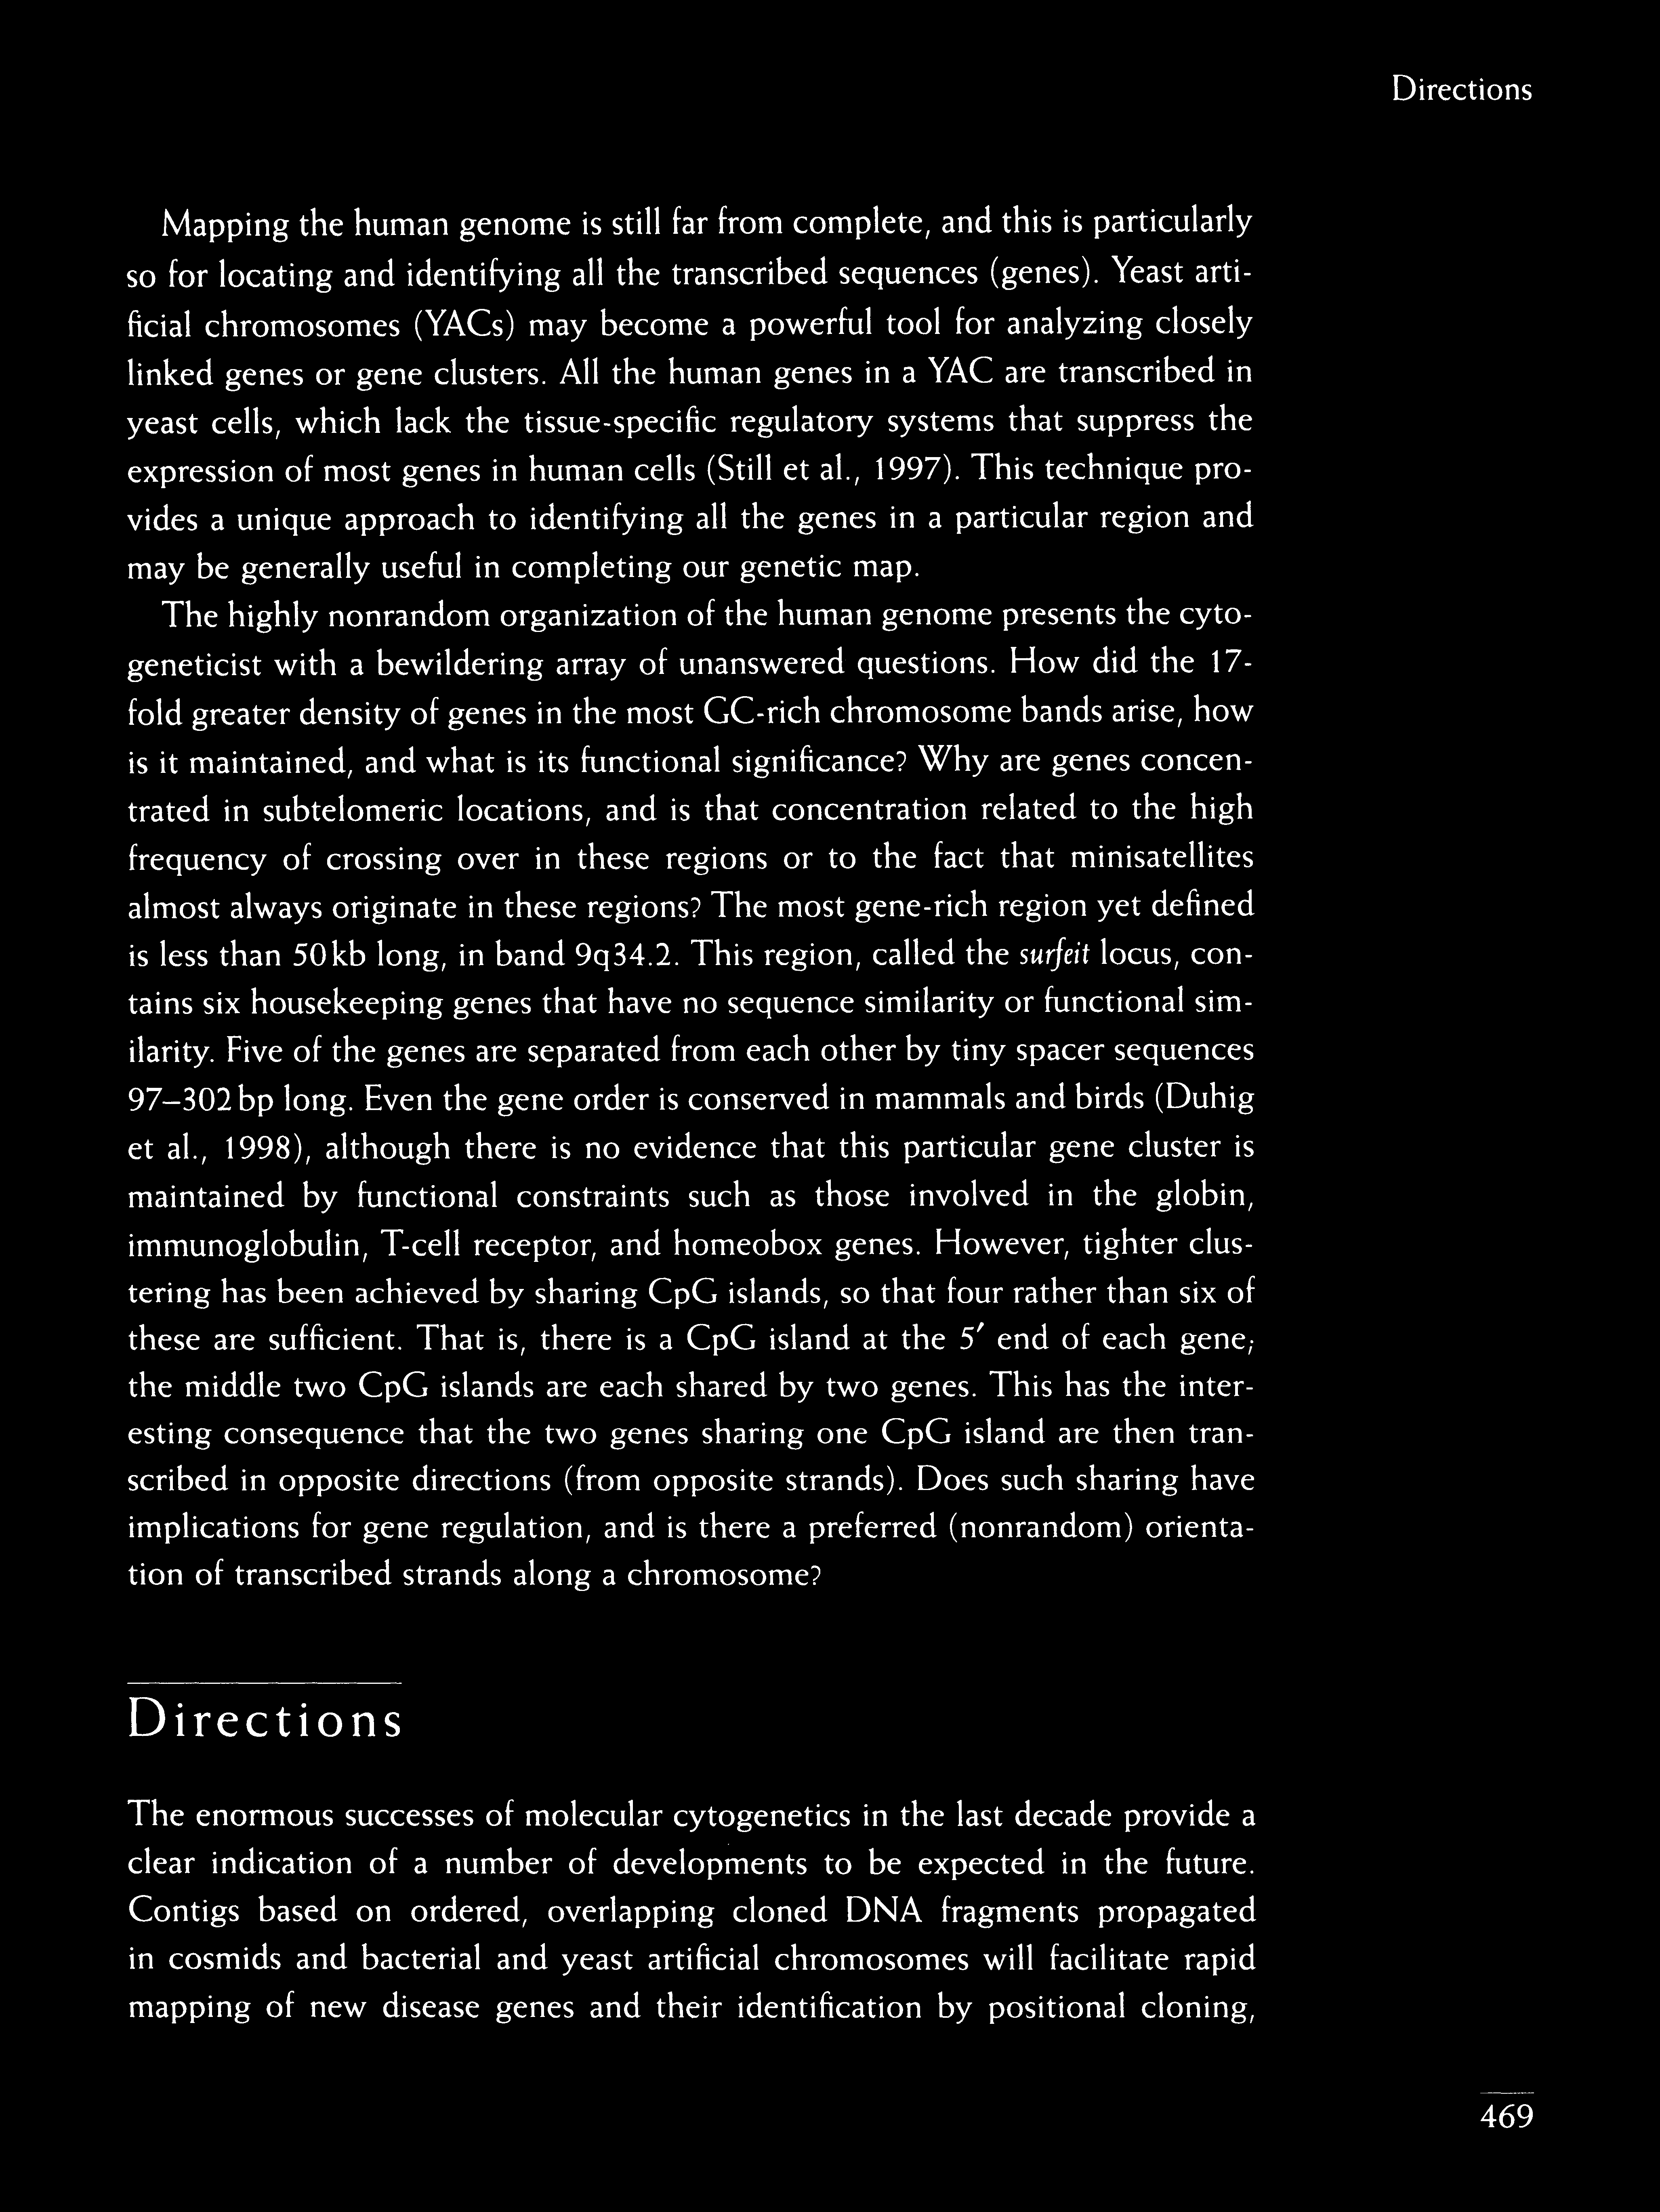 Directions
Mapping the human genome is still far from complete, and this is particularly
so for locating and identifying all the transcribed sequences (genes). Yeast arti-
ficial chromosomes (YACs) may become a powerful tool for analyzing closely
linked genes or gene clusters. All the human genes in a YAC are transcribed in
yeast cells, which lack the tissue-specific regulatory systems that suppress the
expression of most genes in human cells (Still et al., 1997). This technique pro-
vides a unique approach to identifying all the genes in a particular region and
may be generally useful in completing our genetic map.
The highly nonrandom organization of the human genome presents the cyto-
geneticist with a bewildering array of unanswered questions. How did the 17-
fold greater density of genes in the most GC-rich chromosome bands arise, how
is it maintained, and what is its functional significance? Why are genes concen-
trated in subtelomeric locations, and is that concentration related to the high
frequency of crossing over in these regions or to the fact that minisatellites
almost always originate in these regions? The most gene-rich region yet defined
is less than 50 kb long, in band 9q34.2. This region, called the surfeit locus, con-
tains six housekeeping genes that have no sequence similarity or functional sim-
ilarity. Five of the genes are separated from each other by tiny spacer sequences
97–302 bp long. Even the gene order is conserved in mammals and birds (Duhig
et al., 1998), although there is no evidence that this particular gene cluster is
maintained by functional constraints such as those involved in the globin,
immunoglobulin, T-cell receptor, and homeobox genes. However, tighter clus-
tering has been achieved by sharing CpG islands, so that four rather than six of
these are sufficient. That is, there is a CpG island at the 5′ end of each gene;
the middle two CpG islands are each shared by two genes. This has the inter-
esting consequence that the two genes sharing one CpG island are then tran-
scribed in opposite directions (from opposite strands). Does such sharing have
implications for gene regulation, and is there a preferred (nonrandom) orienta-
tion of transcribed strands along a chromosome?
Directions
The enormous successes of molecular cytogenetics in the last decade provide a
clear indication of a number of developments to be expected in the future.
Contigs based on ordered, overlapping cloned DNA fragments propagated
in cosmids and bacterial and yeast artificial chromosomes will facilitate rapid
mapping of new disease genes and their identification by positional cloning,
469